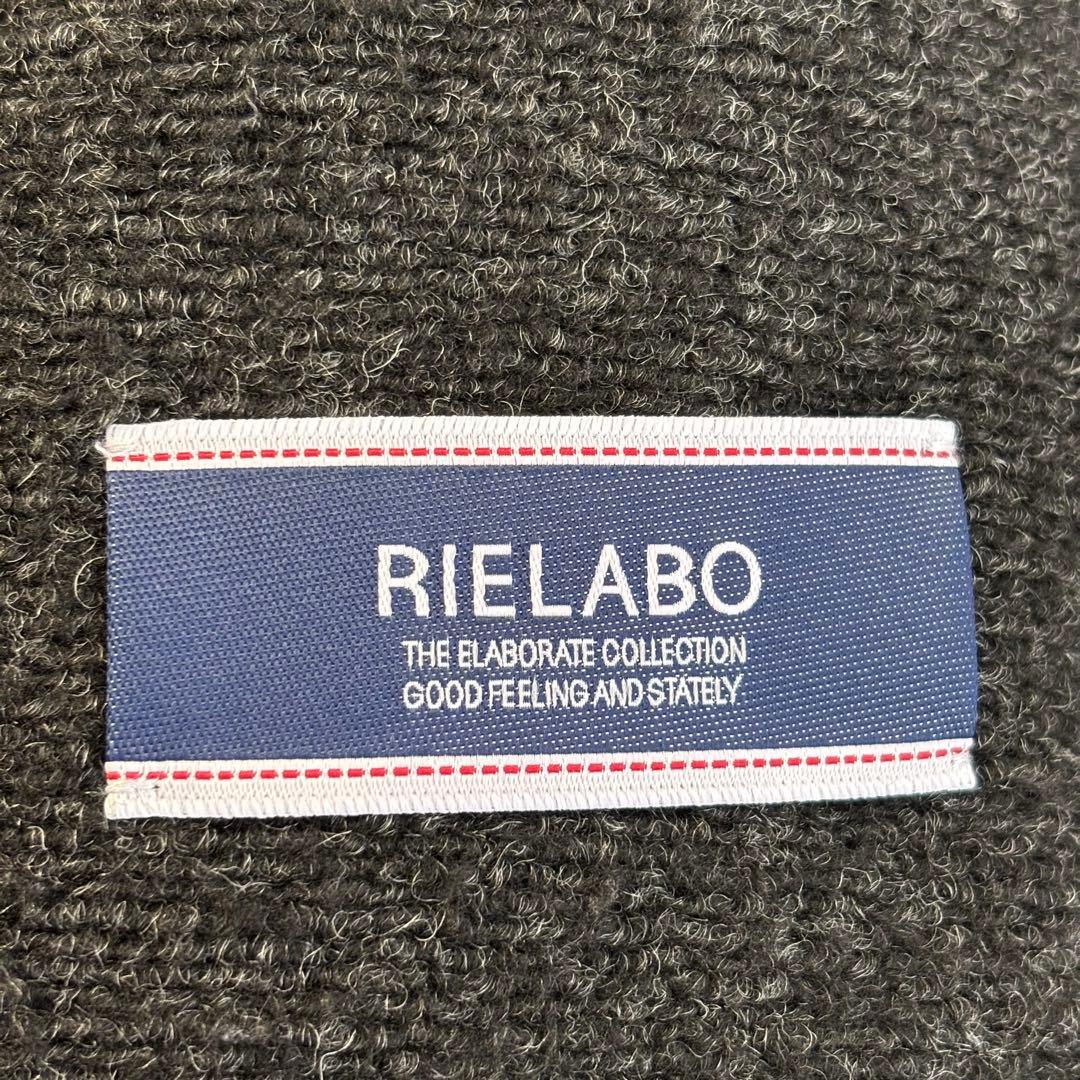 RIELABO
THE ELABORATE COLLECTION
GOOD FEELING AND STATELY